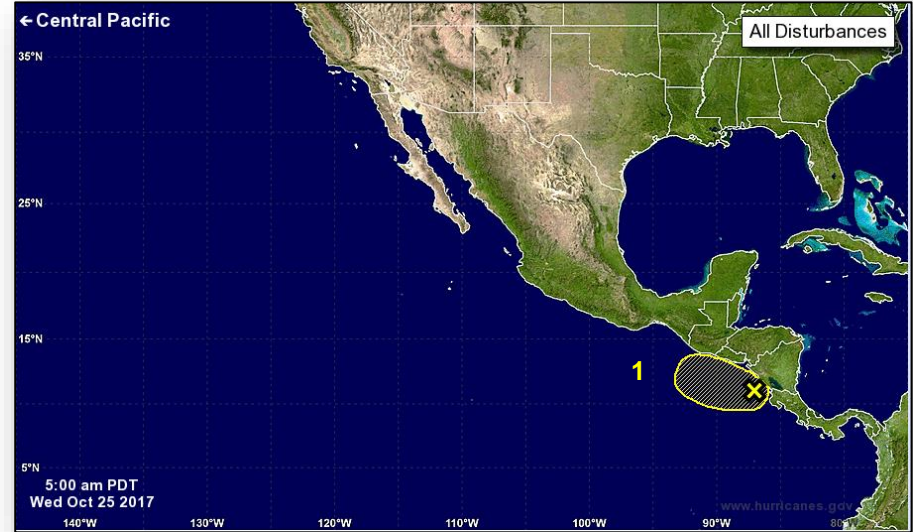 ← Central Pacific
All Disturbances
35°N
25°N
15°N
1
5°N
5:00 am PDT
Wed Oct 25 2017
www.hurricanes.gov
140°W
130°W
120°W
110°W
100°W
90°W
80°